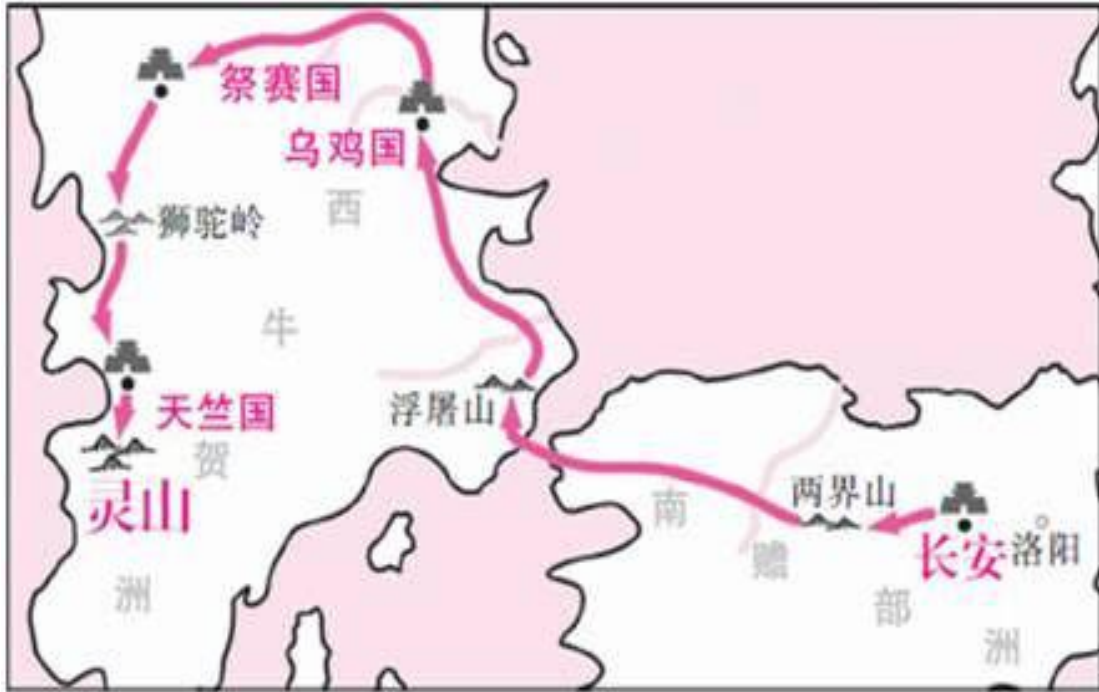 祭赛国
乌鸡国
西
狮驼岭
牛
浮屠山
天竺国
贺
灵山
洲
两界山
南
长安
洛阳
赡
部
洲